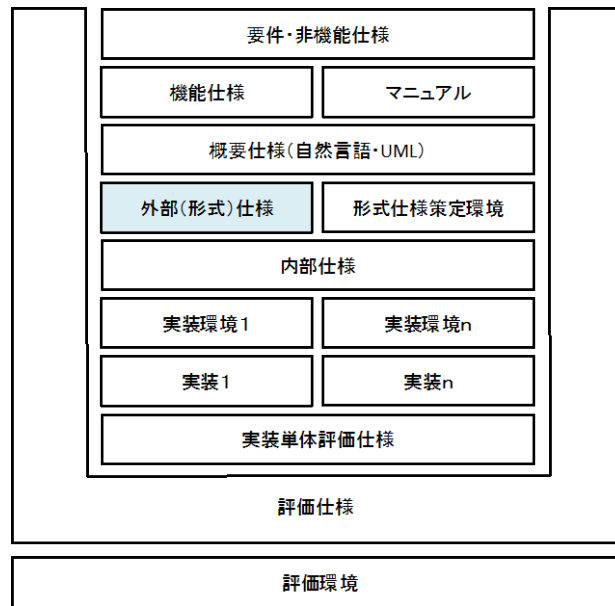 要件・非機能仕様
機能仕様
マニュアル
概要仕様(自然言語・UML)
外部(形式)仕様
形式仕様策定環境
内部仕様
実装環境1
実装環境n
実装1
実装n
実装単体評価仕様
評価仕様
評価環境